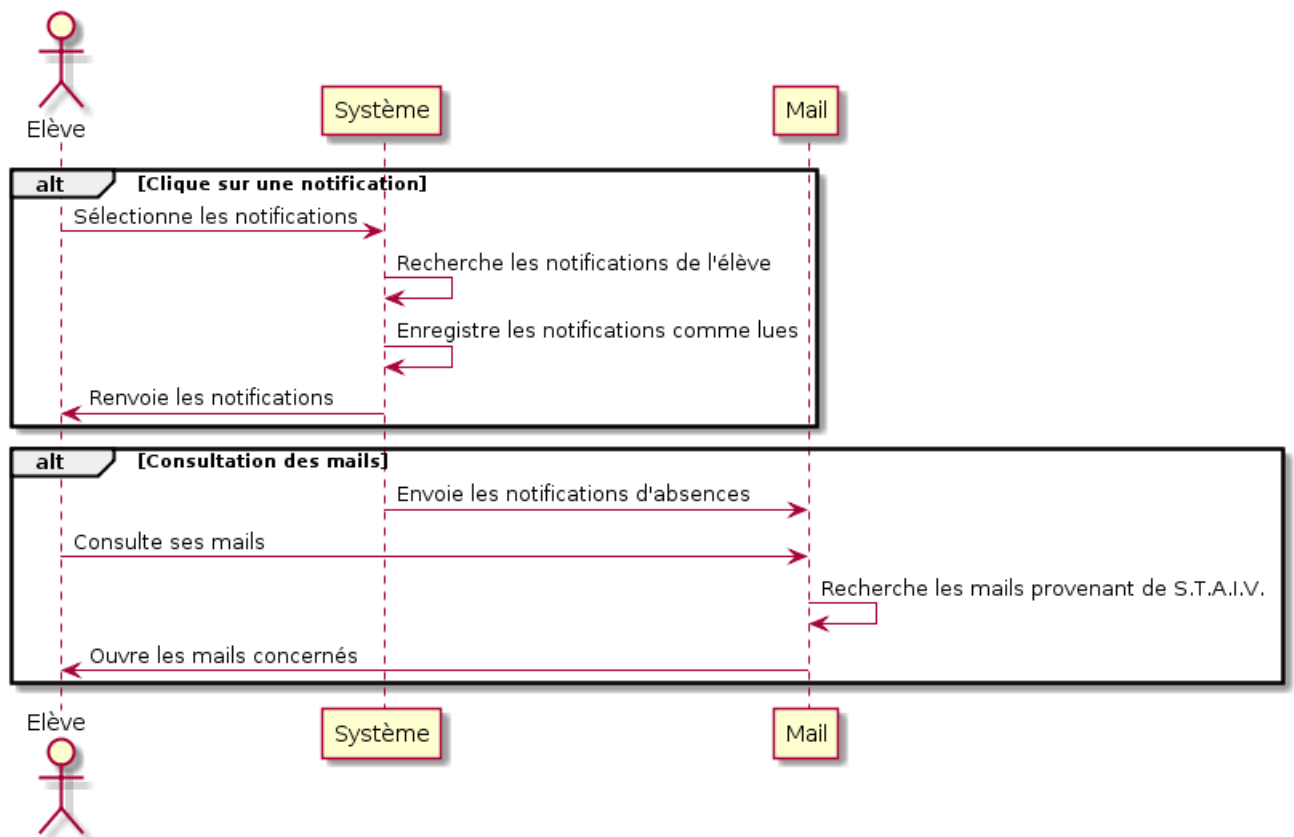 Elève
Système
Mail
alt [Clique sur une notification]
Sélectionne les notifications
Recherche les notifications de l'élève
Enregistre les notifications comme lues
Renvoie les notifications
alt [Consultation des mails]
Envoie les notifications d'absences
Consulte ses mails
Recherche les mails provenant de S.T.A.I.V.
Ouvre les mails concernés
Elève
Système
Mail